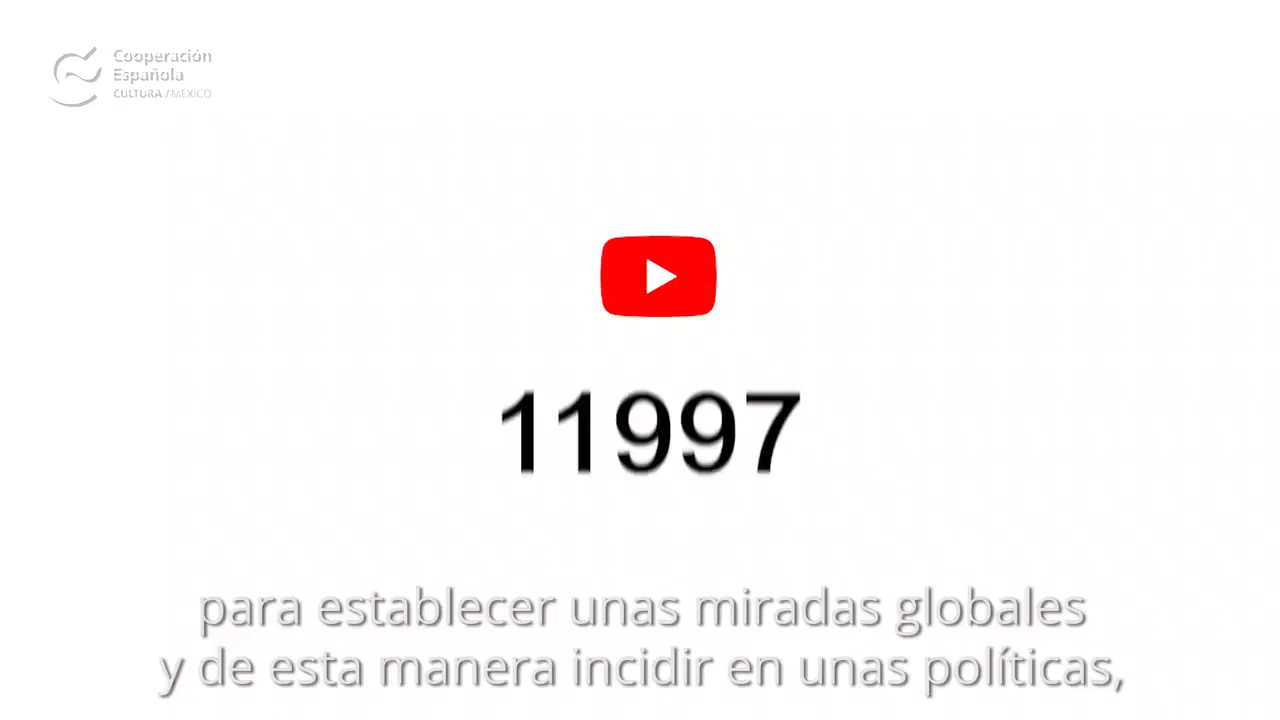 Cooperación
Española
CULTURA / MÉXICO
11997
para establecer unas miradas globales
y de esta manera incidir en unas políticas,